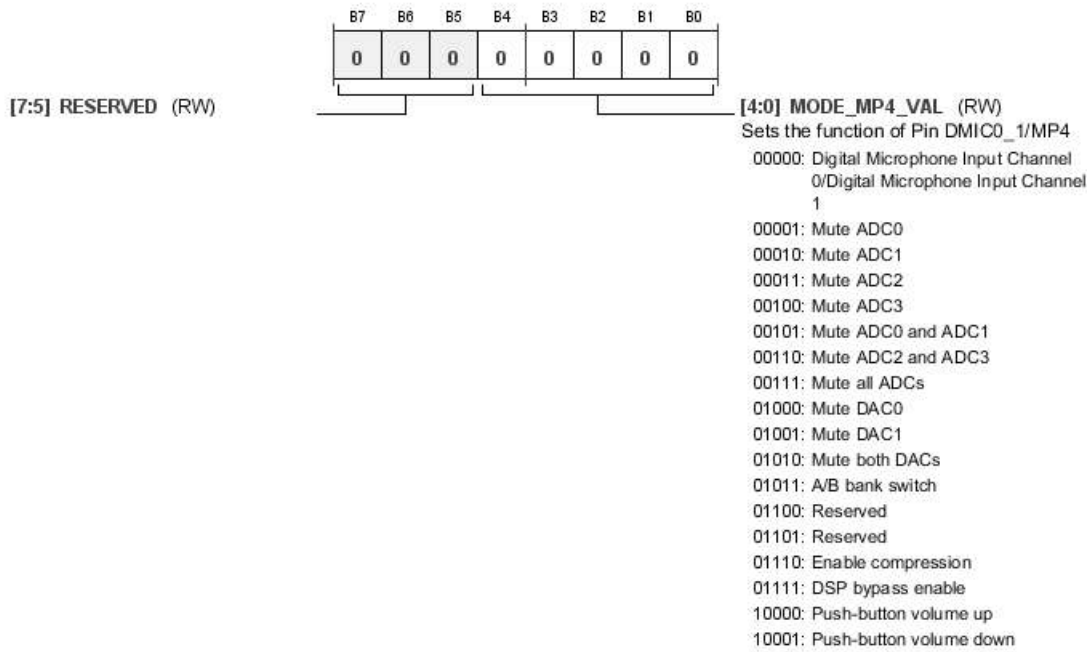 B7 B6 B5 B4 B3 B2 B1 B0
0 0 0 0 0 0 0 0
[7:5] RESERVED (RW)
[4:0] MODE_MP4_VAL (RW)
Sets the function of Pin DMIC0_1/MP4
00000: Digital Microphone Input Channel
0/Digital Microphone Input Channel
1
00001: Mute ADC0
00010: Mute ADC1
00011: Mute ADC2
00100: Mute ADC3
00101: Mute ADC0 and ADC1
00110: Mute ADC2 and ADC3
00111: Mute all ADCs
01000: Mute DAC0
01001: Mute DAC1
01010: Mute both DACs
01011: A/B bank switch
01100: Reserved
01101: Reserved
01110: Enable compression
01111: DSP bypass enable
10000: Push-button volume up
10001: Push-button volume down